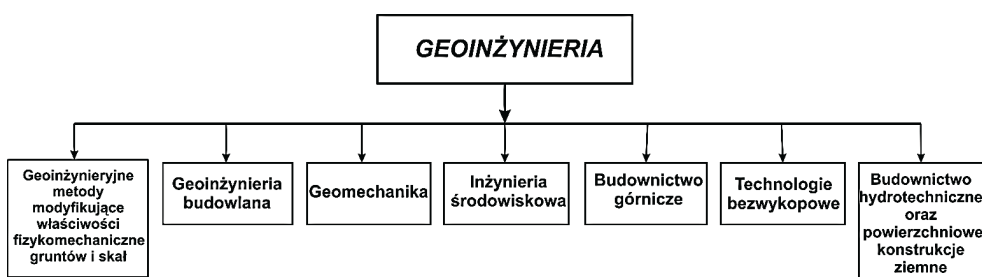 GEOINŻYNIERIA
Geoinżynieryjne
metody
modyfikujące
właściwości
fizykomechaniczne
gruntów i skał
Geoinżynieria
budowlana
Geomechanika
Inżynieria
środowiskowa
Budownictwo
górnicze
Technologie
bezwykopowe
Budownictwo
hydrotechniczne
oraz
powierzchniowe
konstrukcje
ziemne